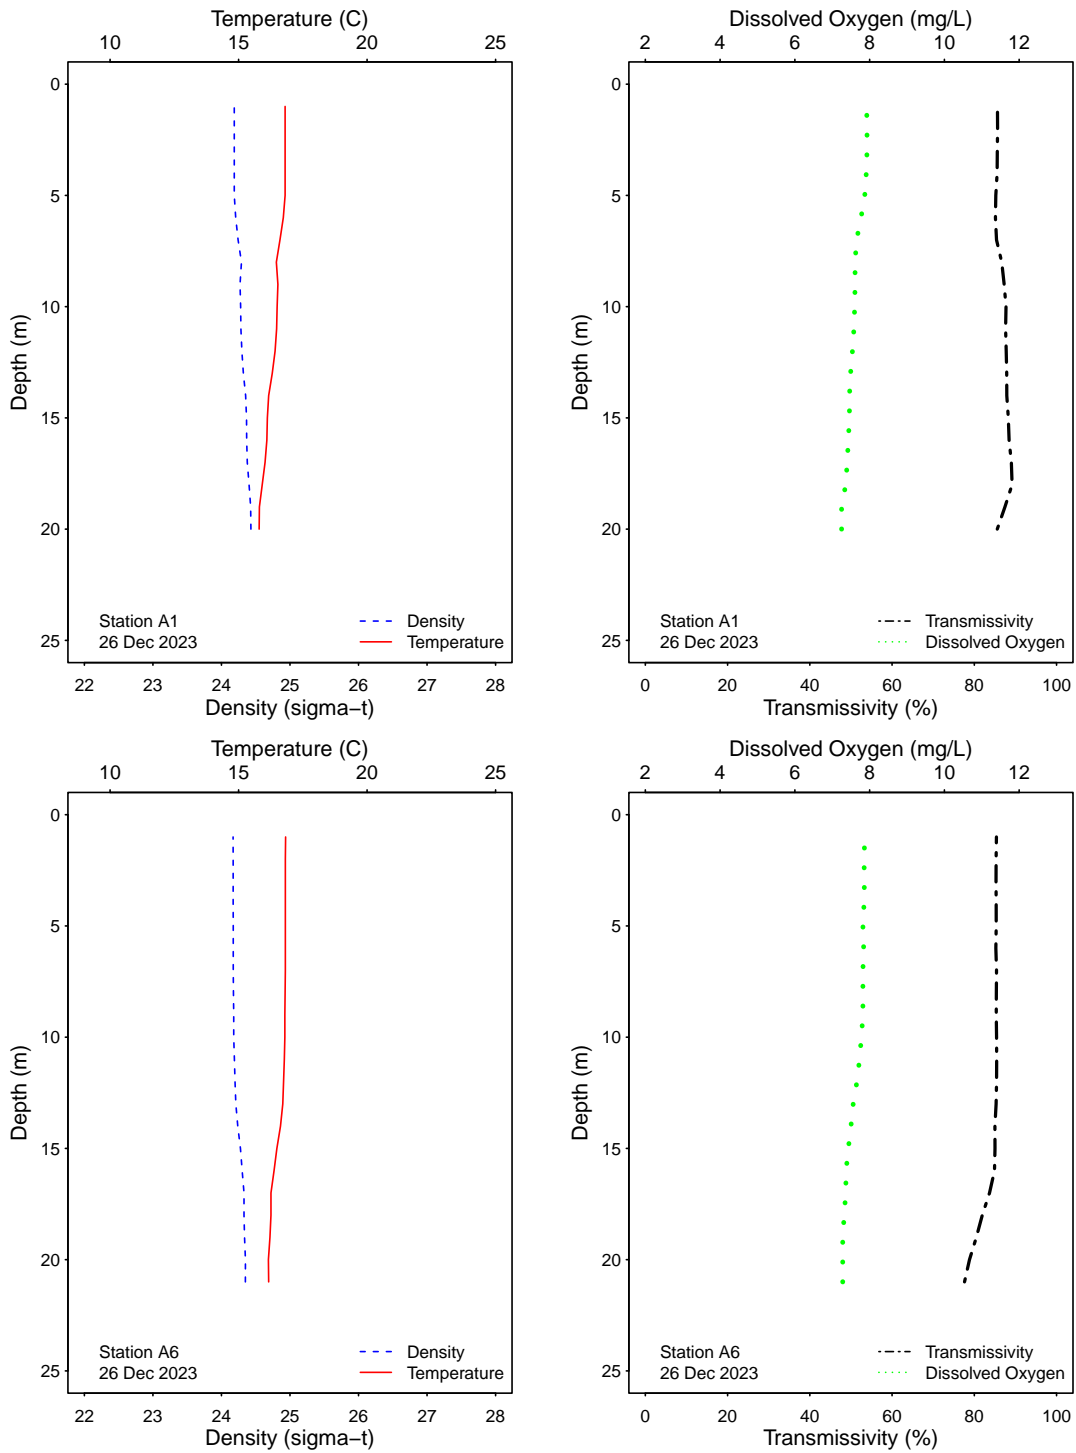 Temperature (C)
10 15 20 25
Depth (m)
0
5
10
15
20
25
Station A1
26 Dec 2023
Density
Temperature
22 23 24 25 26 27 28
Density (sigma−t)
Dissolved Oxygen (mg/L)
2 4 6 8 10 12
Depth (m)
0
5
10
15
20
25
Station A1
26 Dec 2023
Transmissivity
Dissolved Oxygen
0 20 40 60 80 100
Transmissivity (%)
Temperature (C)
10 15 20 25
Depth (m)
0
5
10
15
20
25
Station A6
26 Dec 2023
Density
Temperature
22 23 24 25 26 27 28
Density (sigma−t)
Dissolved Oxygen (mg/L)
2 4 6 8 10 12
Depth (m)
0
5
10
15
20
25
Station A6
26 Dec 2023
Transmissivity
Dissolved Oxygen
0 20 40 60 80 100
Transmissivity (%)